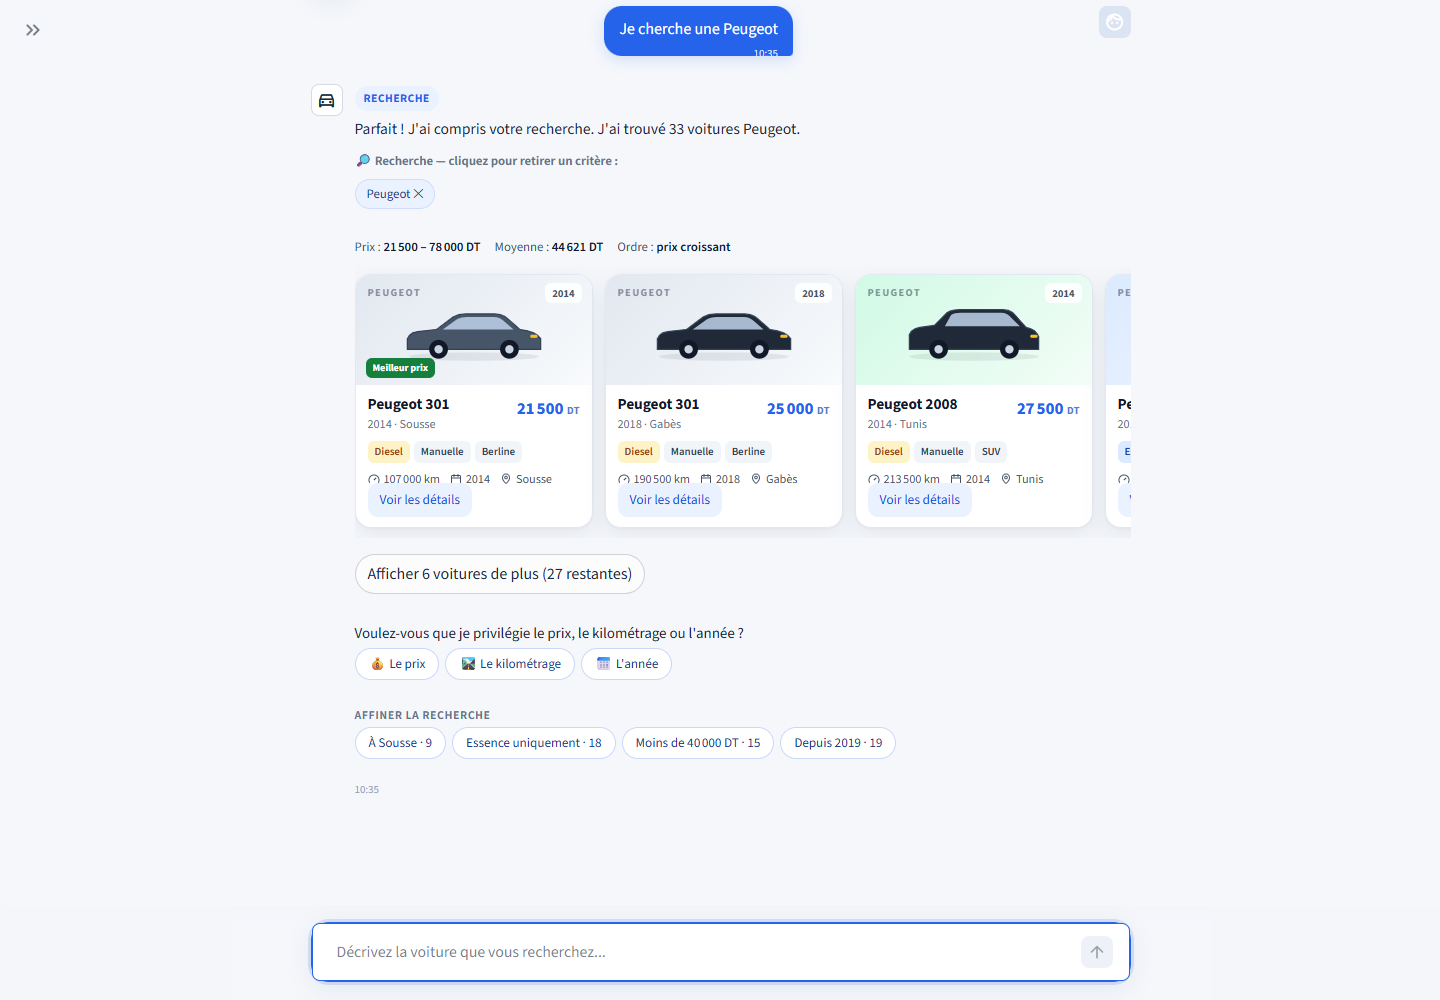 Je cherche une Peugeot
10:35
RECHERCHE
Parfait ! J'ai compris votre recherche. J'ai trouvé 33 voitures Peugeot.
Recherche — cliquez pour retirer un critère :
Peugeot
Prix : 21 500 – 78 000 DT Moyenne : 44 621 DT Ordre : prix croissant
PEUGEOT 2014
Meilleur prix
Peugeot 301 21 500 DT
2014 · Sousse
Diesel Manuelle Berline
107 000 km 2014 Sousse
Voir les détails
PEUGEOT 2018
Peugeot 301 25 000 DT
2018 · Gabès
Diesel Manuelle Berline
190 500 km 2018 Gabès
Voir les détails
PEUGEOT 2014
Peugeot 2008 27 500 DT
2014 · Tunis
Diesel Manuelle SUV
213 500 km 2014 Tunis
Voir les détails
PE
Pe
20
E
Afficher 6 voitures de plus (27 restantes)
Voulez-vous que je privilégie le prix, le kilométrage ou l'année ?
Le prix Le kilométrage L'année
AFFINER LA RECHERCHE
À Sousse · 9 Essence uniquement · 18 Moins de 40 000 DT · 15 Depuis 2019 · 19
10:35
Décrivez la voiture que vous recherchez...